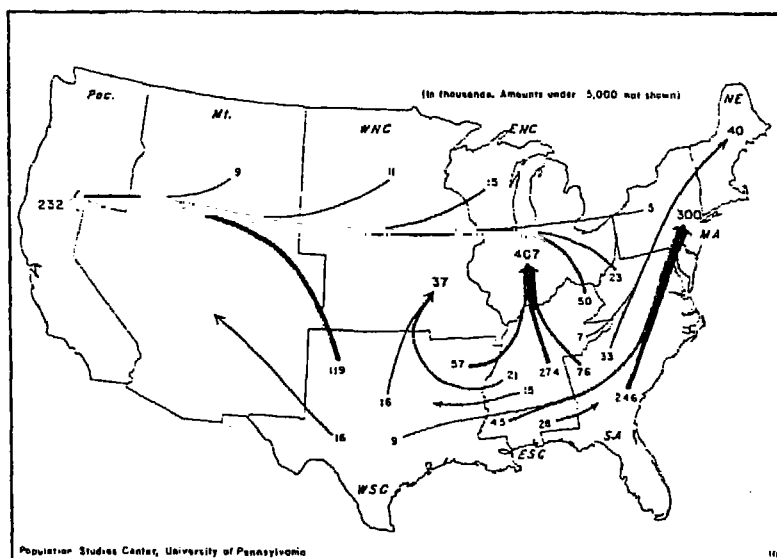 (In thousands. Amounts under 5,000 not shown)
Pac.
Mt.
WNC
ENC
NE
40
9
11
15
5
232
300
MA
407
23
50
37
7
57
119
21
274
76
33
16
15
246
45
28
16
9
SA
ESC
WSC
Population Studies Center, University of Pennsylvania